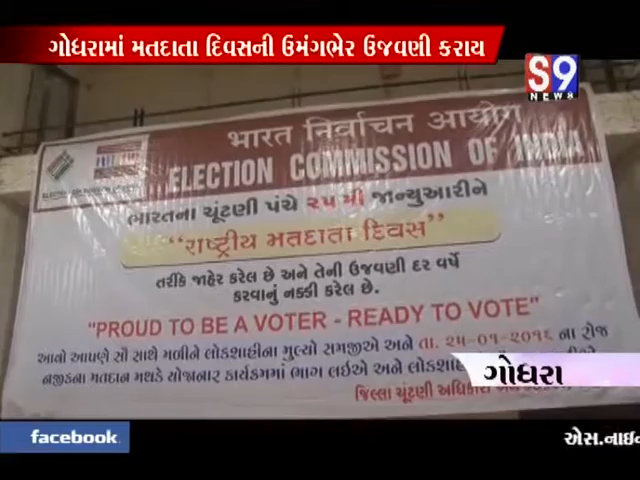 ગોધરામાં મતદાતા દિવસની ઉમંગભેર ઉજવણી કરાય
S9
NEWS
भारत निर्वाचन आयोग
ELECTION COMMISSION OF INDIA
ભારતના ચૂંટણી પંચે ૨૫ મી જાન્યુઆરીને
“રાષ્ટ્રીય મતદાતા દિવસ”
તરીકે જાહેર કરેલ છે અને તેની ઉજવણી દર વર્ષે
કરવાનું નક્કી કરેલ છે.
"PROUD TO BE A VOTER - READY TO VOTE"
આવો આપણે સૌ સાથે મળીને લોકશાહીના મુલ્યો સમજીએ અને તા. ૨૫-૦૧-૨૦૧૬ ના રોજ
નજીકના મતદાન મથકે યોજાનાર કાર્યક્રમમાં ભાગ લઈએ અને
જિલ્લા ચૂંટણી અધિકારી
ગોધરા
facebook
એસ.નાઈન